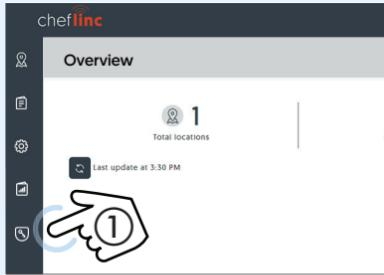 cheflinc
Overview
1
Total locations
Last update at 3:30 PM
1